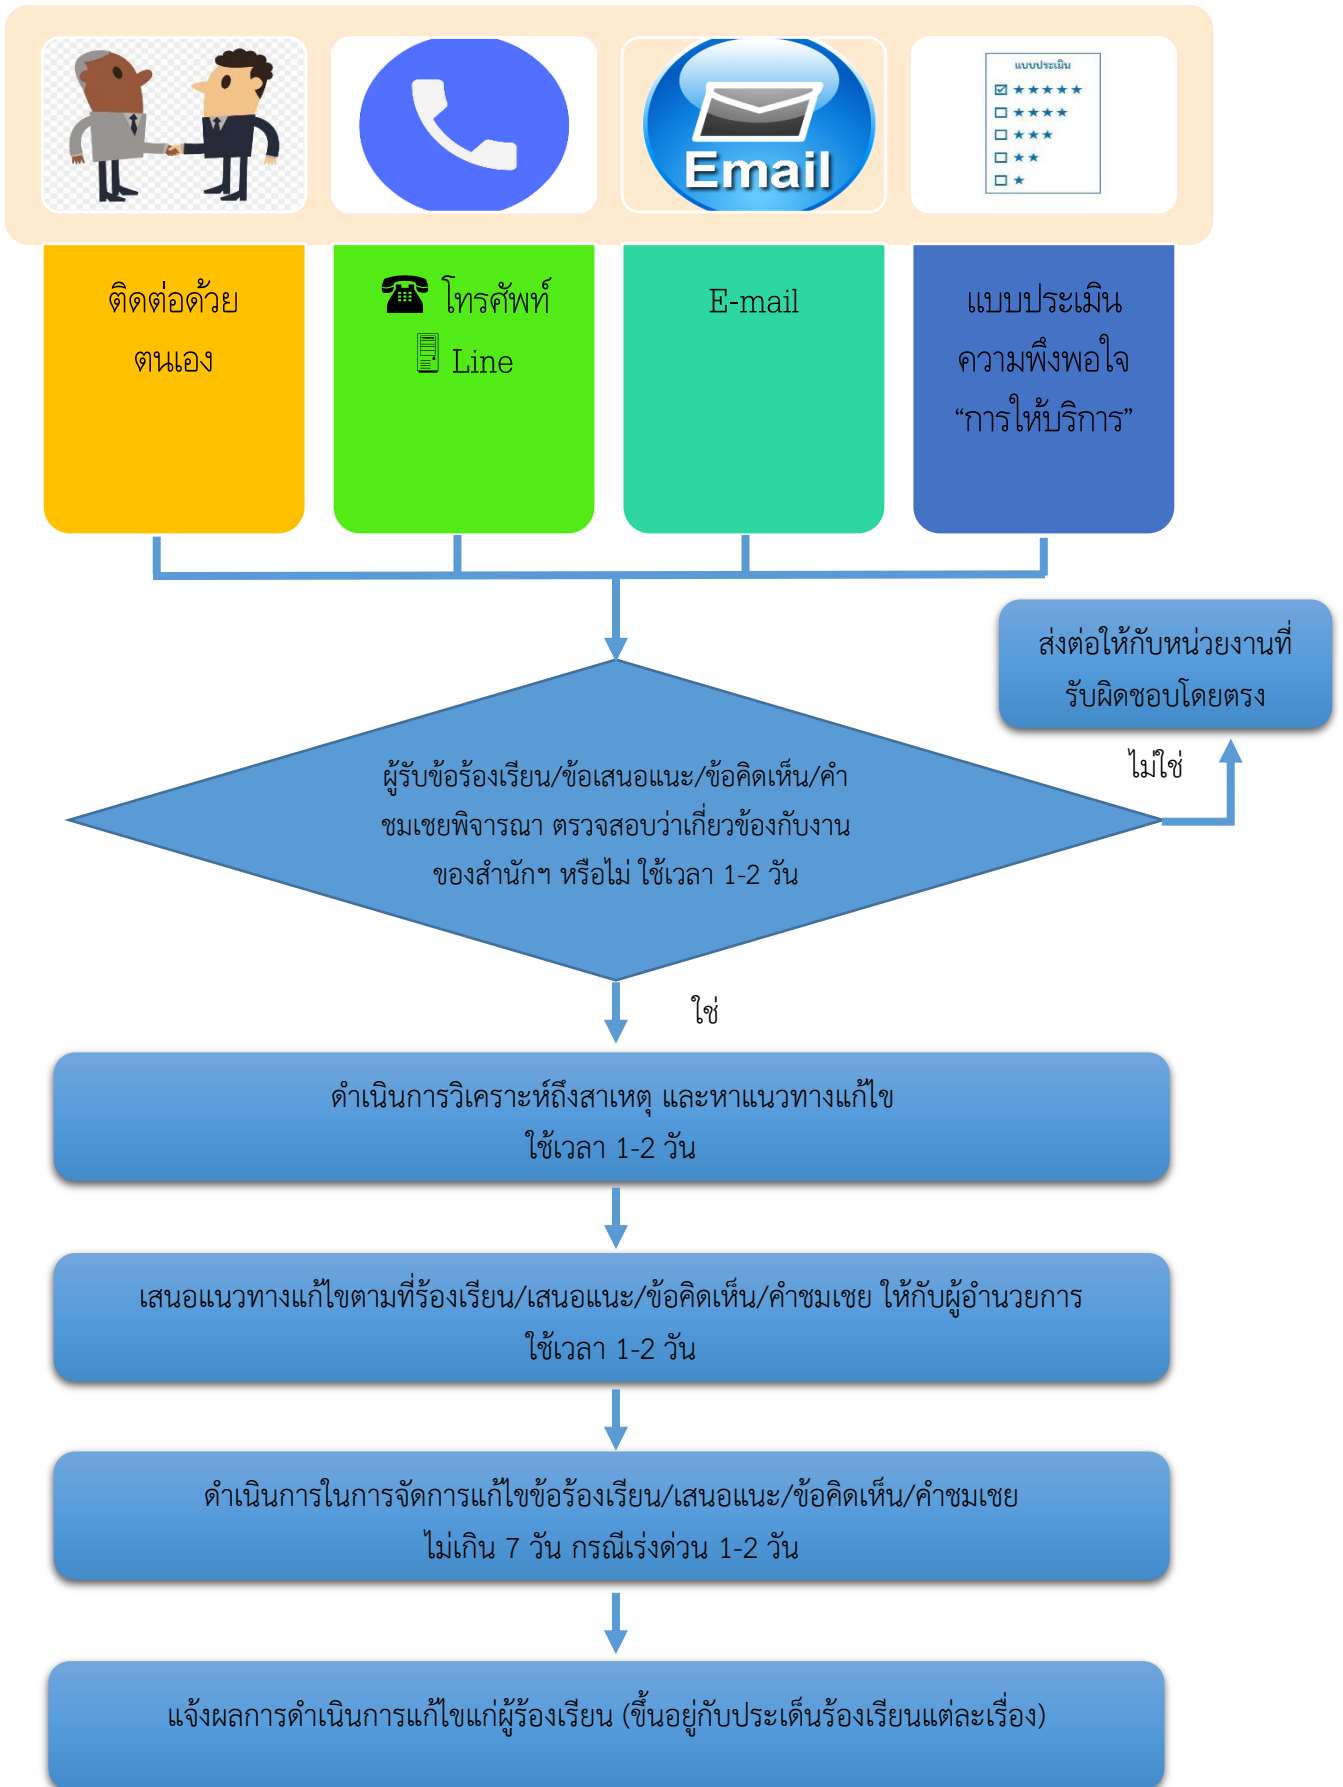 Email
แบบประเมิน
ติดต่อด้วย
ตนเอง
โทรศัพท์
Line
E-mail
แบบประเมิน
ความพึงพอใจ
“การให้บริการ”
ส่งต่อให้กับหน่วยงานที่
รับผิดชอบโดยตรง
ไม่ใช่
ผู้รับข้อร้องเรียน/ข้อเสนอแนะ/ข้อคิดเห็น/คำ
ชมเชยพิจารณา ตรวจสอบว่าเกี่ยวข้องกับงาน
ของสำนักฯ หรือไม่ ใช้เวลา 1-2 วัน
ใช่
ดำเนินการวิเคราะห์ถึงสาเหตุ และหาแนวทางแก้ไข
ใช้เวลา 1-2 วัน
เสนอแนวทางแก้ไขตามที่ร้องเรียน/เสนอแนะ/ข้อคิดเห็น/คำชมเชย ให้กับผู้อำนวยการ
ใช้เวลา 1-2 วัน
ดำเนินการในการจัดการแก้ไขข้อร้องเรียน/เสนอแนะ/ข้อคิดเห็น/คำชมเชย
ไม่เกิน 7 วัน กรณีเร่งด่วน 1-2 วัน
แจ้งผลการดำเนินการแก้ไขแก่ผู้ร้องเรียน (ขึ้นอยู่กับประเด็นร้องเรียนแต่ละเรื่อง)